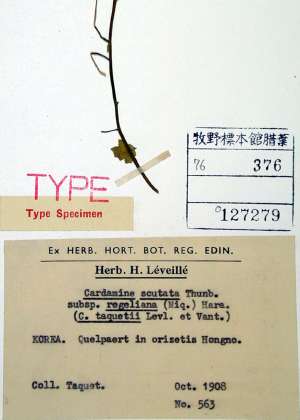 牧野標本館腊葉
76 376
127279
TYPE
Type Specimen
Ex HERB. HORT. BOT. REG. EDIN.
Herb. H. Léveillé
Cardamine scutata Thunb.
subsp. regeliana (Miq.) Hara.
(C. taquetii Levl. et Vant.)
KOREA. Quelpaert in orizetis Hongno.
Coll. Taquet. Oct. 1908
No. 563